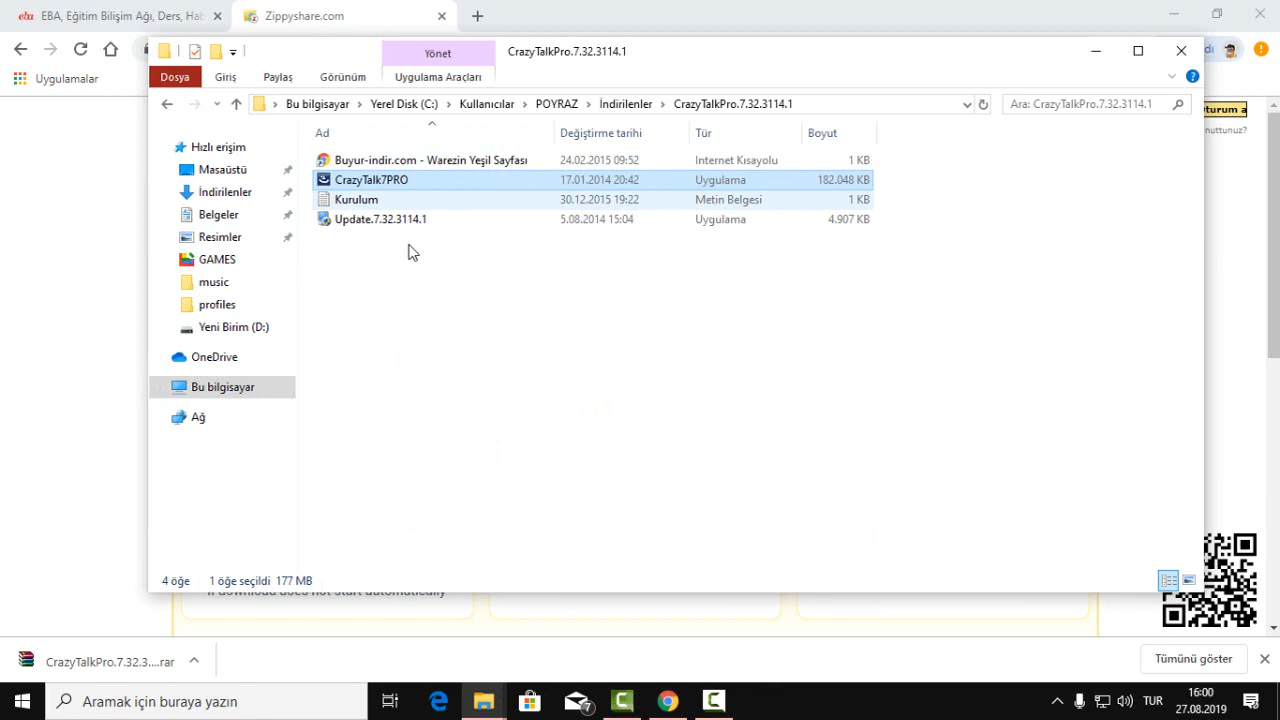 EBA, Eğitim Bilişim Ağı, Ders, Hab
Zippyshare.com
Uygulamalar
Yönet
CrazyTalkPro.7.32.3114.1
Dosya
Giriş
Paylaş
Görünüm
Uygulama Araçları
Bu bilgisayar
Yerel Disk (C:)
Kullanıcılar
POYRAZ
İndirilenler
CrazyTalkPro.7.32.3114.1
Ara: CrazyTalkPro.7.32.3114.1
Ad
Değiştirme tarihi
Tür
Boyut
Buyur-indir.com - Warezin Yeşil Sayfası
24.02.2015 09:52
Internet Kısayolu
1 KB
CrazyTalk7PRO
17.01.2014 20:42
Uygulama
182.048 KB
Kurulum
30.12.2015 19:22
Metin Belgesi
1 KB
Update.7.32.3114.1
5.08.2014 15:04
Uygulama
4.907 KB
Hızlı erişim
Masaüstü
İndirilenler
Belgeler
Resimler
GAMES
music
profiles
Yeni Birim (D:)
OneDrive
Bu bilgisayar
Ağ
4 öğe
1 öğe seçildi 177 MB
Oturum a
nuttunuz?
If download does not start automatically
CrazyTalkPro.7.32.3....rar
Tümünü göster
Aramak için buraya yazın
7
TUR
16:00
27.08.2019